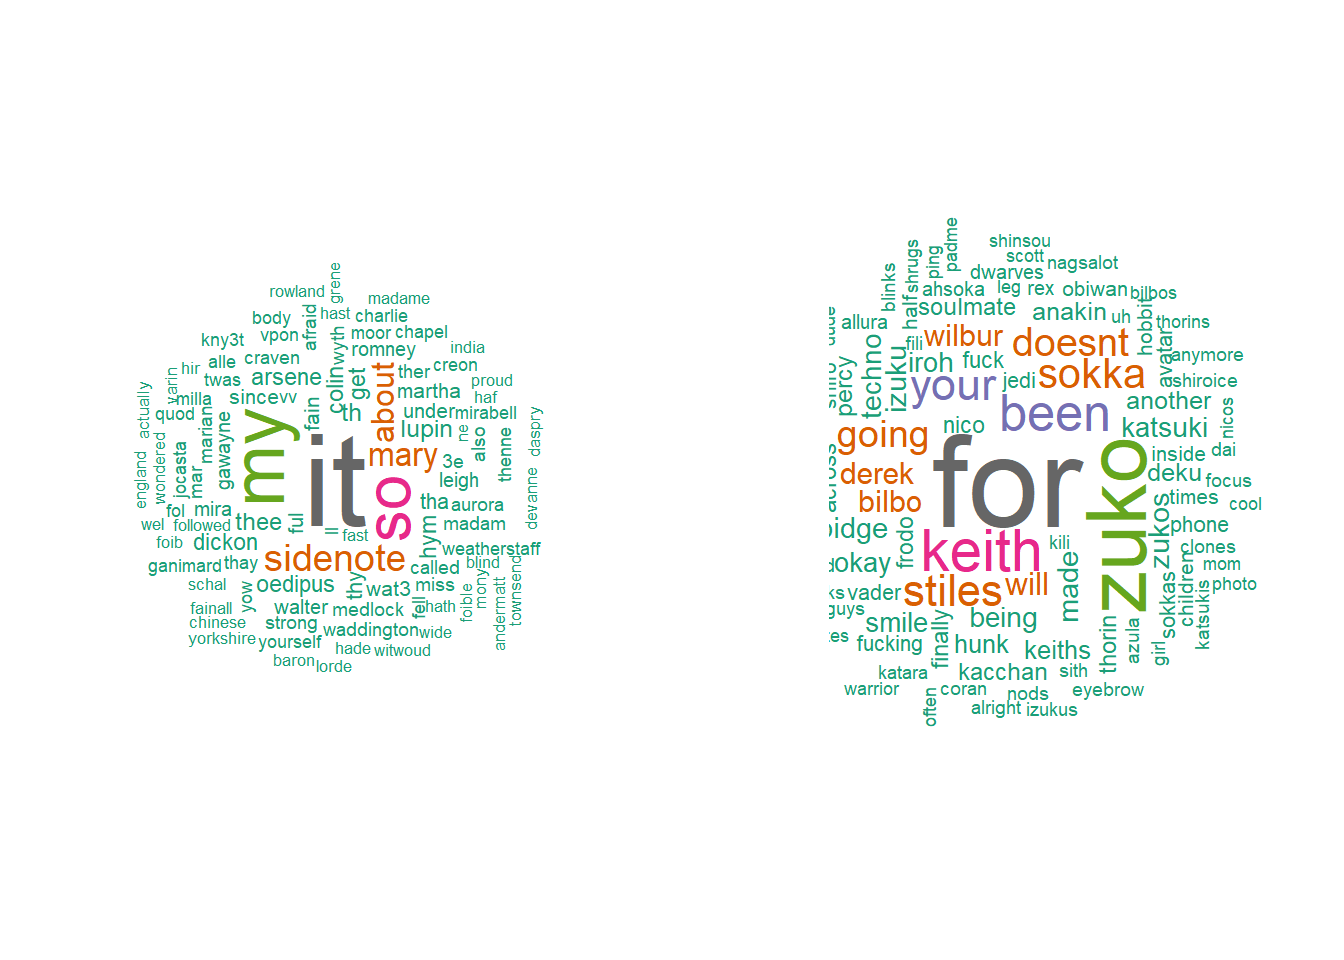 grene
rowland
madame
hast
charlie
body
afraid
vpon
wyth
moor
chapel
kny3t
romney
india
alle
craven
colin
get
about
ther
creon
hir
twas
arsene
martha
proud
varin
milla
since
vv
fain
haf
actually
quod
mariana
my
th
under
mirabell
gawayne
it
lupin
also
ne
thenne
daspry
wondered
jocasta
mar
mary
3e
england
so
leigh
fol
mira
tha
aurora
devanne
wel
followed
thee
ful
ll
fast
hym
madam
foib
dickon
sidenote
weatherstaff
ganimard
thay
called
blind
schal
yow
oedipus
thy
wat3
miss
foible
mony
andermatt
townsend
fainall
walter
medlock
fell
hath
chinese
strong
waddington
wide
yorkshire
yourself
hade
witwoud
baron
lorde
padme
shinsou
shrugs
ping
scott
nagsalot
blinks
dwarves
ahsoka
leg
rex
obiwan
bilbos
half
soulmate
anakin
uh
hobbit
thorins
allura
wilbur
doesnt
avatar
fili
techno
izuku
iroh
fuck
anymore
percy
your
jedi
sokka
ashiroice
been
another
nicos
going
nico
katsuki
for
zuko
inside
dai
derek
deku
focus
bilbo
times
cool
frodo
keith
kili
zukos
phone
okay
clones
vader
stiles
will
made
mom
guys
sokkas
children
photo
smile
being
katsukis
fucking
finally
hunk
keiths
thorin
azula
girl
katara
kacchan
sith
warrior
coran
nods
eyebrow
often
alright
izukus